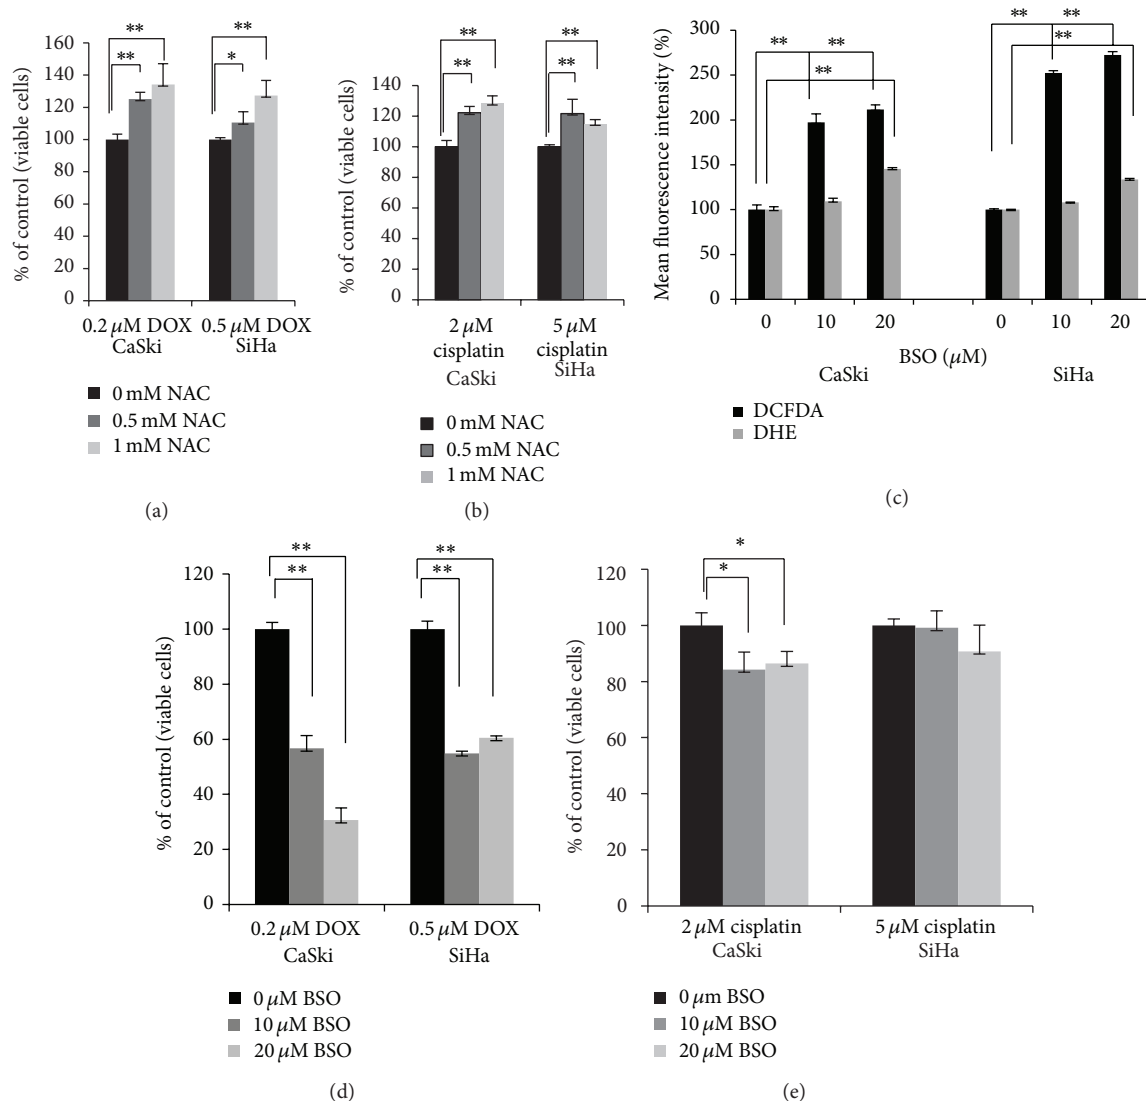 % of control (viable cells)
160
140
120
100
80
60
40
20
0
**
**
**
*
0.2 μM DOX
CaSki
0.5 μM DOX
SiHa
0 mM NAC
0.5 mM NAC
1 mM NAC
(a)
% of control (viable cells)
140
120
100
80
60
40
20
0
**
**
**
**
2 μM
cisplatin
CaSki
5 μM
cisplatin
SiHa
0 mM NAC
0.5 mM NAC
1 mM NAC
(b)
Mean fluorescence intensity (%)
300
250
200
150
100
50
0
** **
**
** **
**
0 10 20 0 10 20
BSO (μM)
CaSki SiHa
DCFDA
DHE
(c)
% of control (viable cells)
120
100
80
60
40
20
0
**
**
**
**
0.2 μM DOX
CaSki
0.5 μM DOX
SiHa
0 μM BSO
10 μM BSO
20 μM BSO
(d)
% of control (viable cells)
120
100
80
60
40
20
0
*
*
2 μM cisplatin
CaSki
5 μM cisplatin
SiHa
0 μm BSO
10 μM BSO
20 μM BSO
(e)